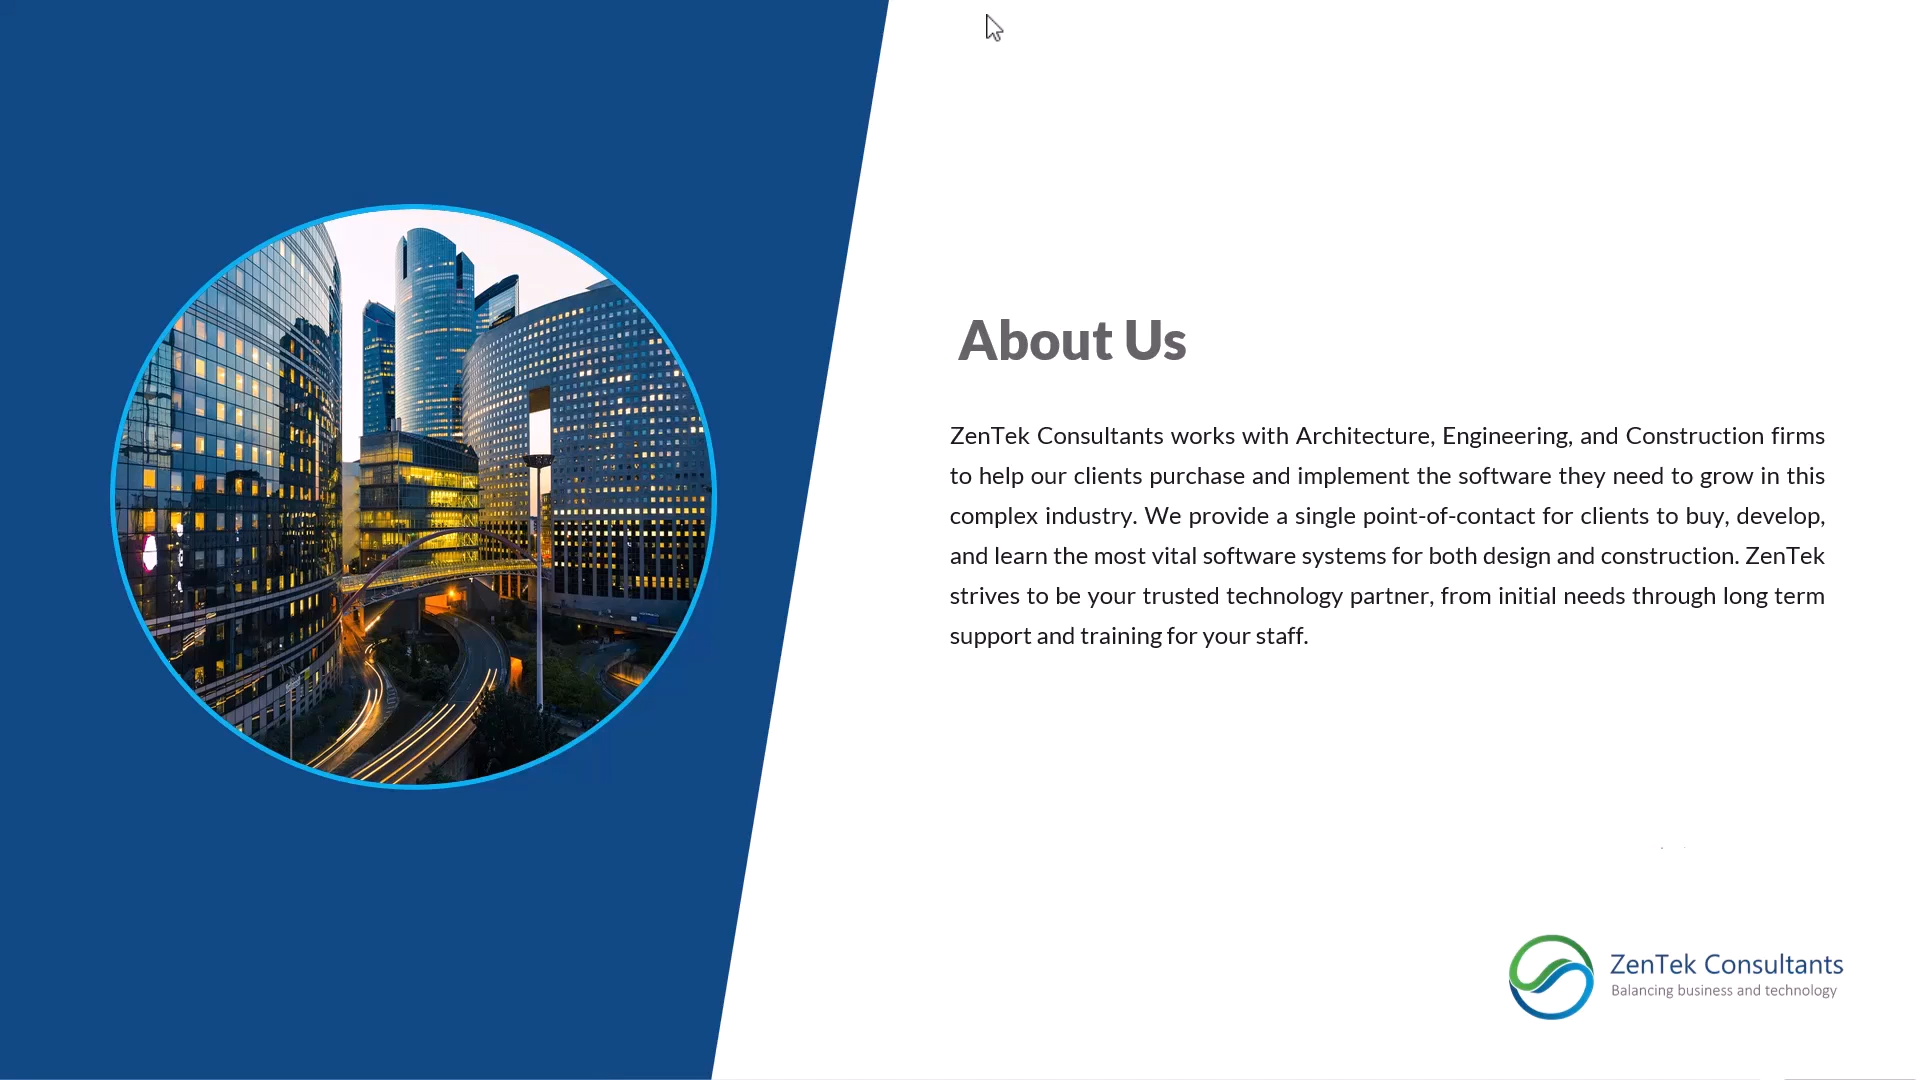 About Us
ZenTek Consultants works with Architecture, Engineering, and Construction firms
to help our clients purchase and implement the software they need to grow in this
complex industry. We provide a single point-of-contact for clients to buy, develop,
and learn the most vital software systems for both design and construction. ZenTek
strives to be your trusted technology partner, from initial needs through long term
support and training for your staff.
ZenTek Consultants
Balancing business and technology